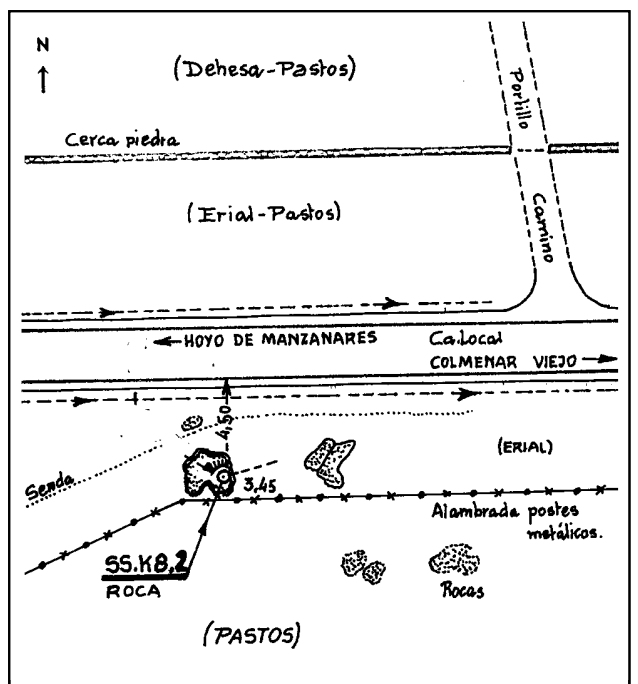 N
(Dehesa-Pastos)
Portillo
Cerca piedra
(Erial-Pastos)
Camino
←HOYO DE MANZANARES
Ca.Local
COLMENAR VIEJO→
4,50
(ERIAL)
Senda
3,45
Alambrada postes
metálicos.
SS.K8,2
ROCA
Rocas
(PASTOS)